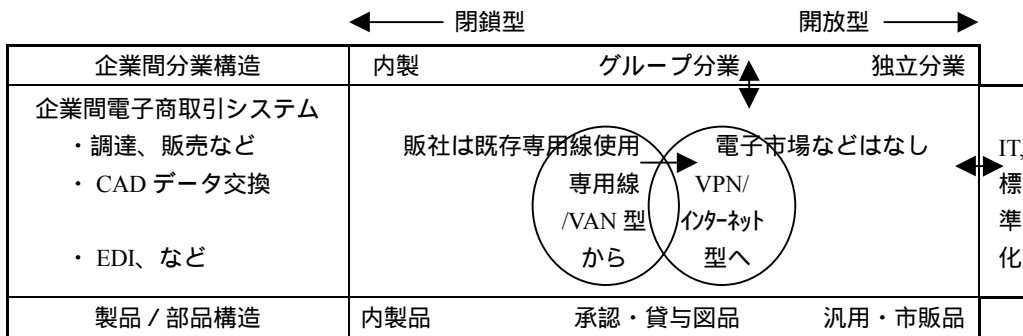 閉鎖型 開放型
企業間分業構造 内製 グループ分業 独立分業
企業間電子商取引システム
・調達、販売など 販社は既存専用線使用 電子市場などはなし IT,
・ CAD データ交換 専用線 VPN/ 標
/VAN 型 インターネット 準
・ EDI、など から 型へ 化
製品 / 部品構造 内製品 承認・貸与図品 汎用・市販品